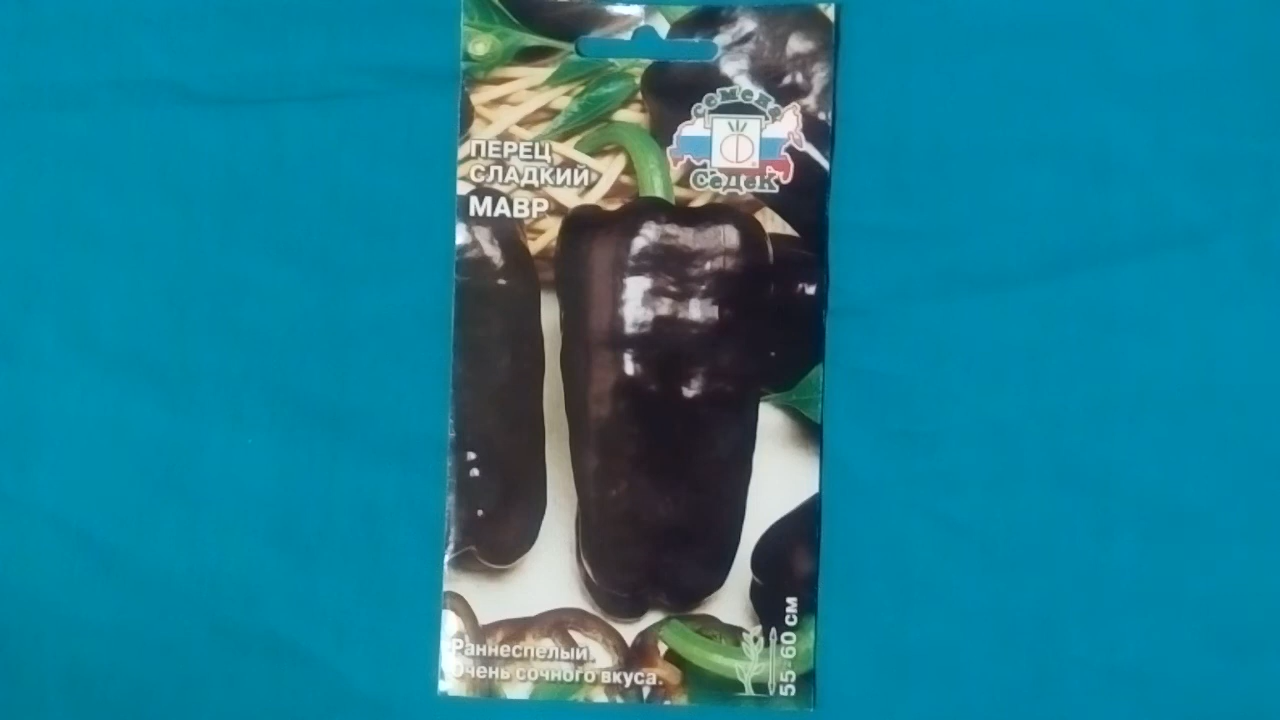 семена
СеДеК
ПЕРЕЦ
СЛАДКИЙ
МАВР
Раннеспелый.
Очень сочного вкуса.
55-60 см